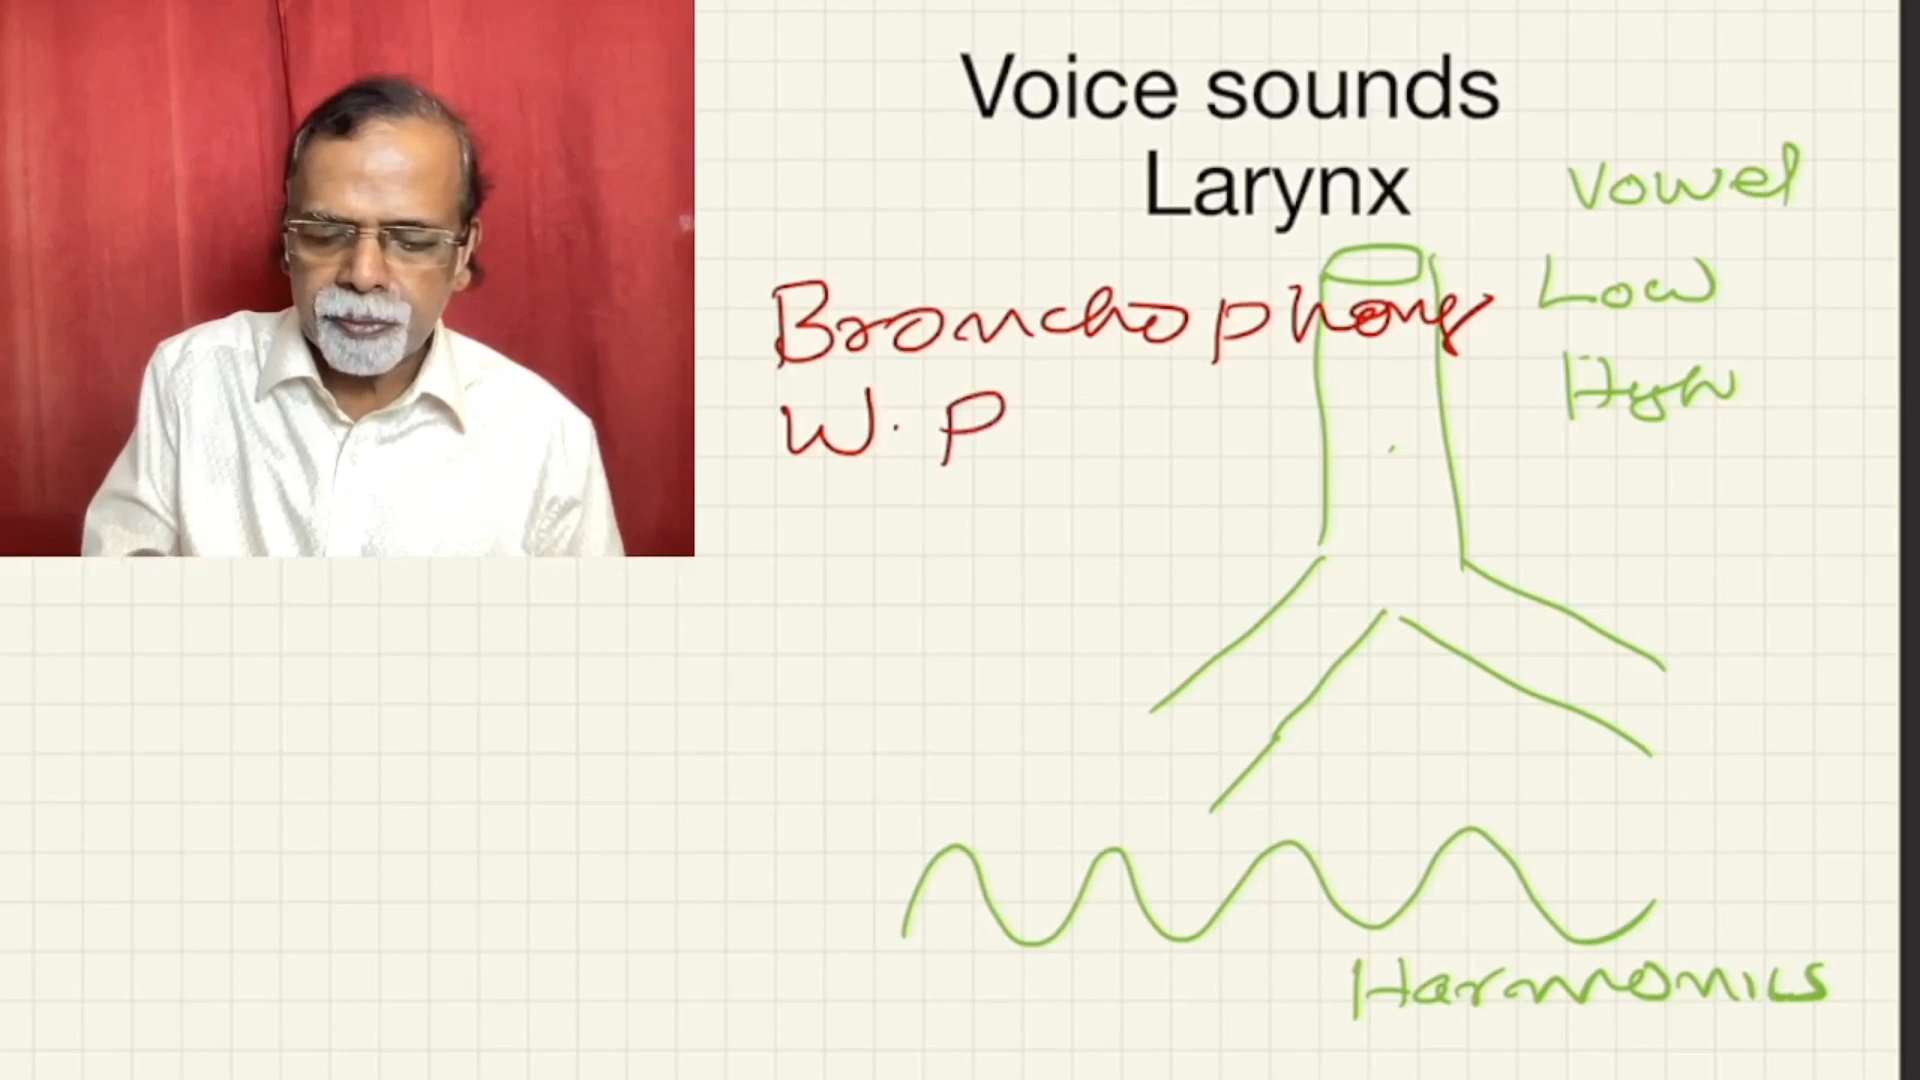 Voice sounds
Larynx
Vowel
Low
High
Bronchophony
W. P
Harmonics